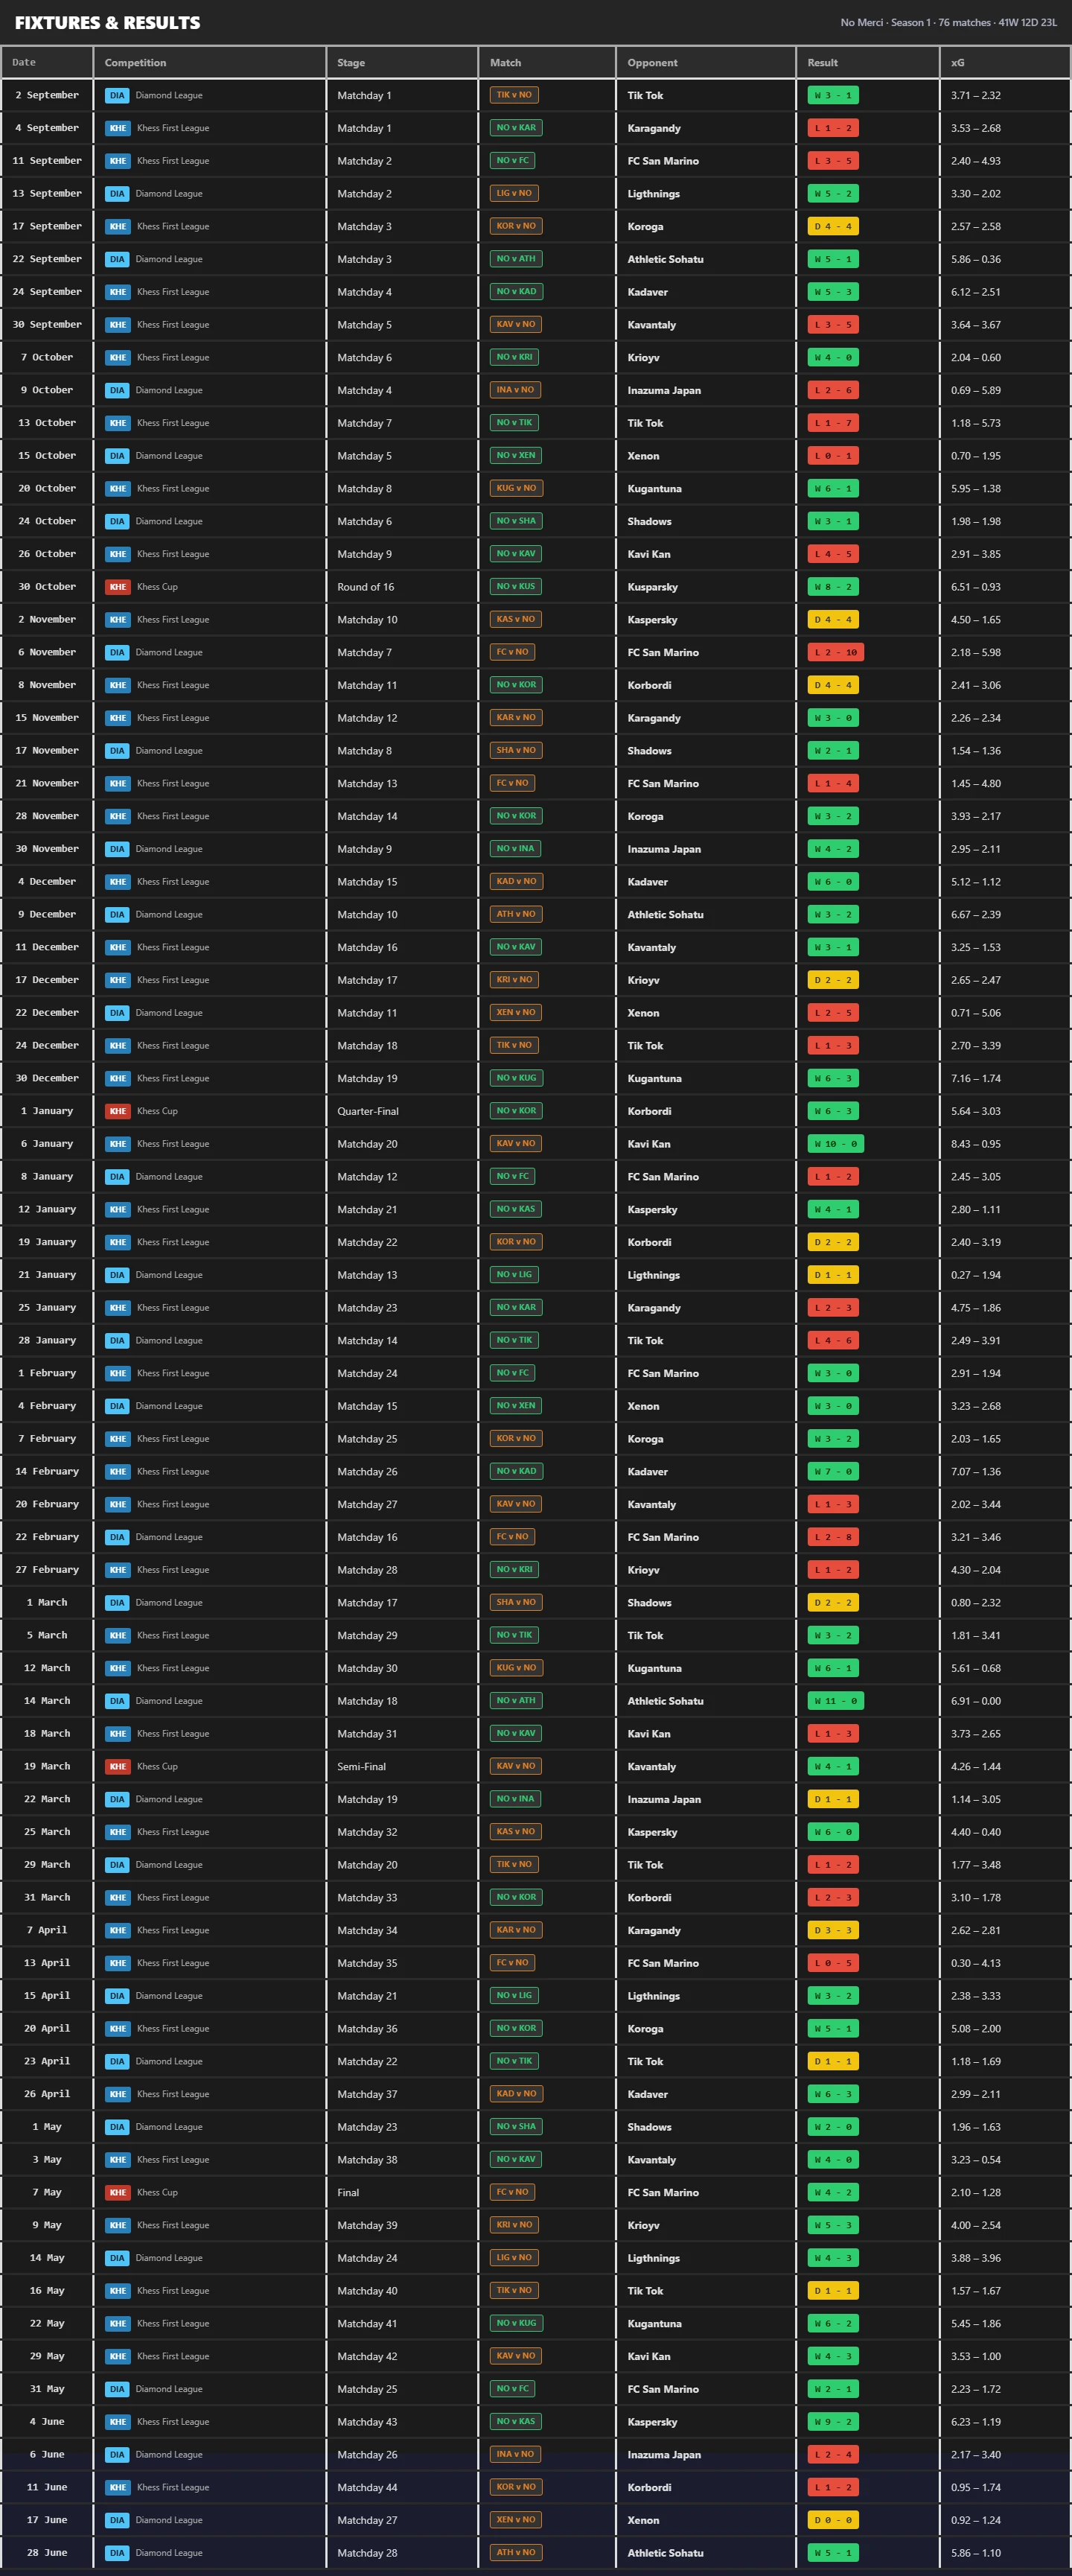 FIXTURES & RESULTS No Merci · Season 1 · 76 matches · 41W 12D 23L
Date Competition Stage Match Opponent Result xG
2 September DIA Diamond League Matchday 1 TIK v NO Tik Tok W 3 - 1 3.71 – 2.32
4 September KHE Khess First League Matchday 1 NO v KAR Karagandy L 1 - 2 3.53 – 2.68
11 September KHE Khess First League Matchday 2 NO v FC FC San Marino L 3 - 5 2.40 – 4.93
13 September DIA Diamond League Matchday 2 LIG v NO Ligthnings W 5 - 2 3.30 – 2.02
17 September KHE Khess First League Matchday 3 KOR v NO Koroga D 4 - 4 2.57 – 2.58
22 September DIA Diamond League Matchday 3 NO v ATH Athletic Sohatu W 5 - 1 5.86 – 0.36
24 September KHE Khess First League Matchday 4 NO v KAD Kadaver W 5 - 3 6.12 – 2.51
30 September KHE Khess First League Matchday 5 KAV v NO Kavantaly L 3 - 5 3.64 – 3.67
7 October KHE Khess First League Matchday 6 NO v KRI Krioyv W 4 - 0 2.04 – 0.60
9 October DIA Diamond League Matchday 4 INA v NO Inazuma Japan L 2 - 6 0.69 – 5.89
13 October KHE Khess First League Matchday 7 NO v TIK Tik Tok L 1 - 7 1.18 – 5.73
15 October DIA Diamond League Matchday 5 NO v XEN Xenon L 0 - 1 0.70 – 1.95
20 October KHE Khess First League Matchday 8 KUG v NO Kugantuna W 6 - 1 5.95 – 1.38
24 October DIA Diamond League Matchday 6 NO v SHA Shadows W 3 - 1 1.98 – 1.98
26 October KHE Khess First League Matchday 9 NO v KAV Kavi Kan L 4 - 5 2.91 – 3.85
30 October KHE Khess Cup Round of 16 NO v KUS Kusparsky W 8 - 2 6.51 – 0.93
2 November KHE Khess First League Matchday 10 KAS v NO Kaspersky D 4 - 4 4.50 – 1.65
6 November DIA Diamond League Matchday 7 FC v NO FC San Marino L 2 - 10 2.18 – 5.98
8 November KHE Khess First League Matchday 11 NO v KOR Korbordi D 4 - 4 2.41 – 3.06
15 November KHE Khess First League Matchday 12 KAR v NO Karagandy W 3 - 0 2.26 – 2.34
17 November DIA Diamond League Matchday 8 SHA v NO Shadows W 2 - 1 1.54 – 1.36
21 November KHE Khess First League Matchday 13 FC v NO FC San Marino L 1 - 4 1.45 – 4.80
28 November KHE Khess First League Matchday 14 NO v KOR Koroga W 3 - 2 3.93 – 2.17
30 November DIA Diamond League Matchday 9 NO v INA Inazuma Japan W 4 - 2 2.95 – 2.11
4 December KHE Khess First League Matchday 15 KAD v NO Kadaver W 6 - 0 5.12 – 1.12
9 December DIA Diamond League Matchday 10 ATH v NO Athletic Sohatu W 3 - 2 6.67 – 2.39
11 December KHE Khess First League Matchday 16 NO v KAV Kavantaly W 3 - 1 3.25 – 1.53
17 December KHE Khess First League Matchday 17 KRI v NO Krioyv D 2 - 2 2.65 – 2.47
22 December DIA Diamond League Matchday 11 XEN v NO Xenon L 2 - 5 0.71 – 5.06
24 December KHE Khess First League Matchday 18 TIK v NO Tik Tok L 1 - 3 2.70 – 3.39
30 December KHE Khess First League Matchday 19 NO v KUG Kugantuna W 6 - 3 7.16 – 1.74
1 January KHE Khess Cup Quarter-Final NO v KOR Korbordi W 6 - 3 5.64 – 3.03
6 January KHE Khess First League Matchday 20 KAV v NO Kavi Kan W 10 - 0 8.43 – 0.95
8 January DIA Diamond League Matchday 12 NO v FC FC San Marino L 1 - 2 2.45 – 3.05
12 January KHE Khess First League Matchday 21 NO v KAS Kaspersky W 4 - 1 2.80 – 1.11
19 January KHE Khess First League Matchday 22 KOR v NO Korbordi D 2 - 2 2.40 – 3.19
21 January DIA Diamond League Matchday 13 NO v LIG Ligthnings D 1 - 1 0.27 – 1.94
25 January KHE Khess First League Matchday 23 NO v KAR Karagandy L 2 - 3 4.75 – 1.86
28 January DIA Diamond League Matchday 14 NO v TIK Tik Tok L 4 - 6 2.49 – 3.91
1 February KHE Khess First League Matchday 24 NO v FC FC San Marino W 3 - 0 2.91 – 1.94
4 February DIA Diamond League Matchday 15 NO v XEN Xenon W 3 - 0 3.23 – 2.68
7 February KHE Khess First League Matchday 25 KOR v NO Koroga W 3 - 2 2.03 – 1.65
14 February KHE Khess First League Matchday 26 NO v KAD Kadaver W 7 - 0 7.07 – 1.36
20 February KHE Khess First League Matchday 27 KAV v NO Kavantaly L 1 - 3 2.02 – 3.44
22 February DIA Diamond League Matchday 16 FC v NO FC San Marino L 2 - 8 3.21 – 3.46
27 February KHE Khess First League Matchday 28 NO v KRI Krioyv L 1 - 2 4.30 – 2.04
1 March DIA Diamond League Matchday 17 SHA v NO Shadows D 2 - 2 0.80 – 2.32
5 March KHE Khess First League Matchday 29 NO v TIK Tik Tok W 3 - 2 1.81 – 3.41
12 March KHE Khess First League Matchday 30 KUG v NO Kugantuna W 6 - 1 5.61 – 0.68
14 March DIA Diamond League Matchday 18 NO v ATH Athletic Sohatu W 11 - 0 6.91 – 0.00
18 March KHE Khess First League Matchday 31 NO v KAV Kavi Kan L 1 - 3 3.73 – 2.65
19 March KHE Khess Cup Semi-Final KAV v NO Kavantaly W 4 - 1 4.26 – 1.44
22 March DIA Diamond League Matchday 19 NO v INA Inazuma Japan D 1 - 1 1.14 – 3.05
25 March KHE Khess First League Matchday 32 KAS v NO Kaspersky W 6 - 0 4.40 – 0.40
29 March DIA Diamond League Matchday 20 TIK v NO Tik Tok L 1 - 2 1.77 – 3.48
31 March KHE Khess First League Matchday 33 NO v KOR Korbordi L 2 - 3 3.10 – 1.78
7 April KHE Khess First League Matchday 34 KAR v NO Karagandy D 3 - 3 2.62 – 2.81
13 April KHE Khess First League Matchday 35 FC v NO FC San Marino L 0 - 5 0.30 – 4.13
15 April DIA Diamond League Matchday 21 NO v LIG Ligthnings W 3 - 2 2.38 – 3.33
20 April KHE Khess First League Matchday 36 NO v KOR Koroga W 5 - 1 5.08 – 2.00
23 April DIA Diamond League Matchday 22 NO v TIK Tik Tok D 1 - 1 1.18 – 1.69
26 April KHE Khess First League Matchday 37 KAD v NO Kadaver W 6 - 3 2.99 – 2.11
1 May DIA Diamond League Matchday 23 NO v SHA Shadows W 2 - 0 1.96 – 1.63
3 May KHE Khess First League Matchday 38 NO v KAV Kavantaly W 4 - 0 3.23 – 0.54
7 May KHE Khess Cup Final FC v NO FC San Marino W 4 - 2 2.10 – 1.28
9 May KHE Khess First League Matchday 39 KRI v NO Krioyv W 5 - 3 4.00 – 2.54
14 May DIA Diamond League Matchday 24 LIG v NO Ligthnings W 4 - 3 3.88 – 3.96
16 May KHE Khess First League Matchday 40 TIK v NO Tik Tok D 1 - 1 1.57 – 1.67
22 May KHE Khess First League Matchday 41 NO v KUG Kugantuna W 6 - 2 5.45 – 1.86
29 May KHE Khess First League Matchday 42 KAV v NO Kavi Kan W 4 - 3 3.53 – 1.00
31 May DIA Diamond League Matchday 25 NO v FC FC San Marino W 2 - 1 2.23 – 1.72
4 June KHE Khess First League Matchday 43 NO v KAS Kaspersky W 9 - 2 6.23 – 1.19
6 June DIA Diamond League Matchday 26 INA v NO Inazuma Japan L 2 - 4 2.17 – 3.40
11 June KHE Khess First League Matchday 44 KOR v NO Korbordi L 1 - 2 0.95 – 1.74
17 June DIA Diamond League Matchday 27 XEN v NO Xenon D 0 - 0 0.92 – 1.24
28 June DIA Diamond League Matchday 28 ATH v NO Athletic Sohatu W 5 - 1 5.86 – 1.10